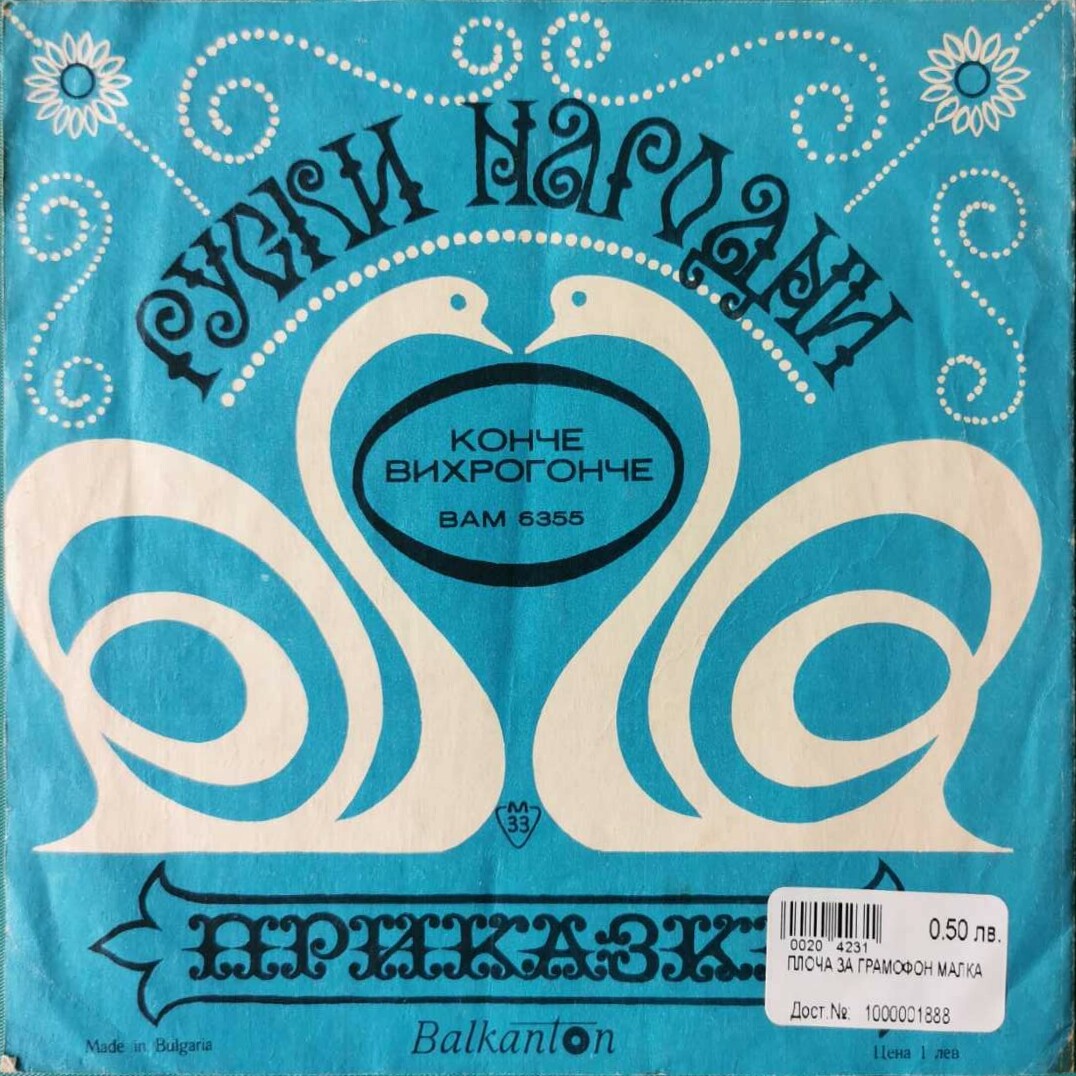 РУСКИ НАРОДНИ
КОНЧЕ
ВИХРОГОНЧЕ
ВАМ 6355
М
33
ПРИКАЗК
0.50 лв.
0020 4231
ПЛОЧА ЗА ГРАМОФОН МАЛКА
Дост.№: 1000001888
Made in Bulgaria
Balkanton
Цена 1 лев